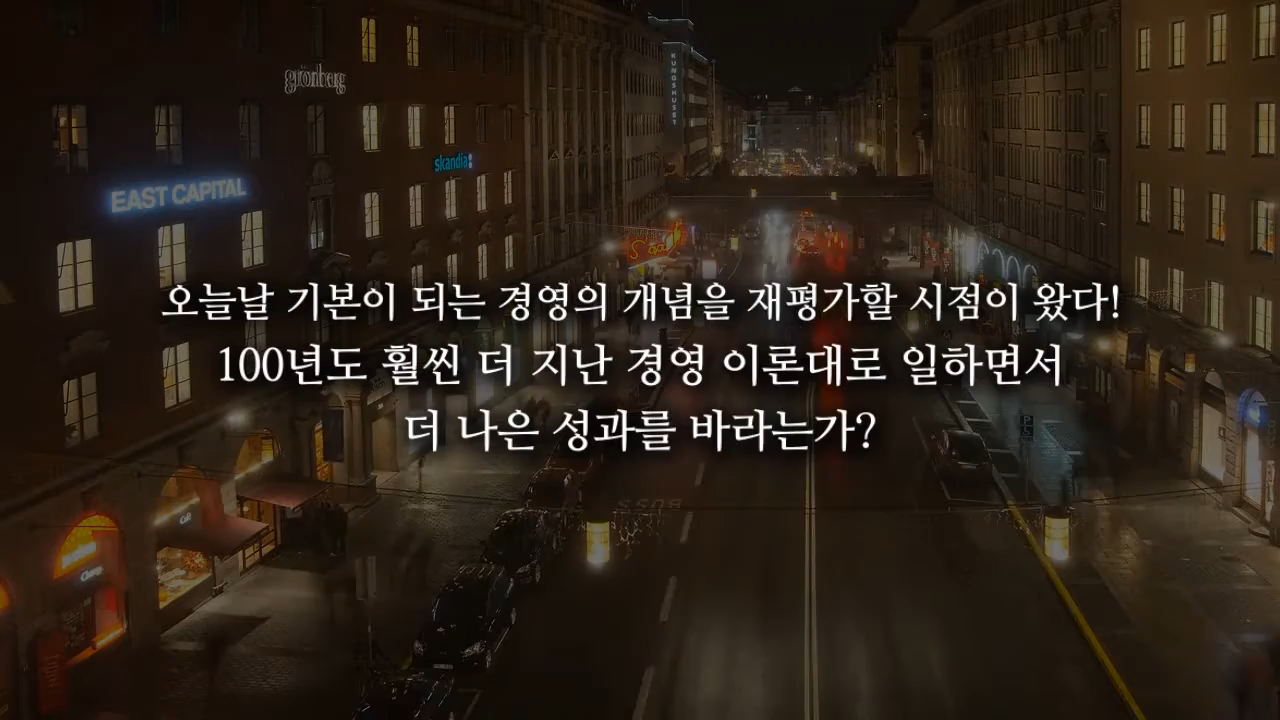 grönberg
KUNGSHUSET
skandia:
EAST CAPITAL
오늘날 기본이 되는 경영의 개념을 재평가할 시점이 왔다!
100년도 훨씬 더 지난 경영 이론대로 일하면서
더 나은 성과를 바라는가?